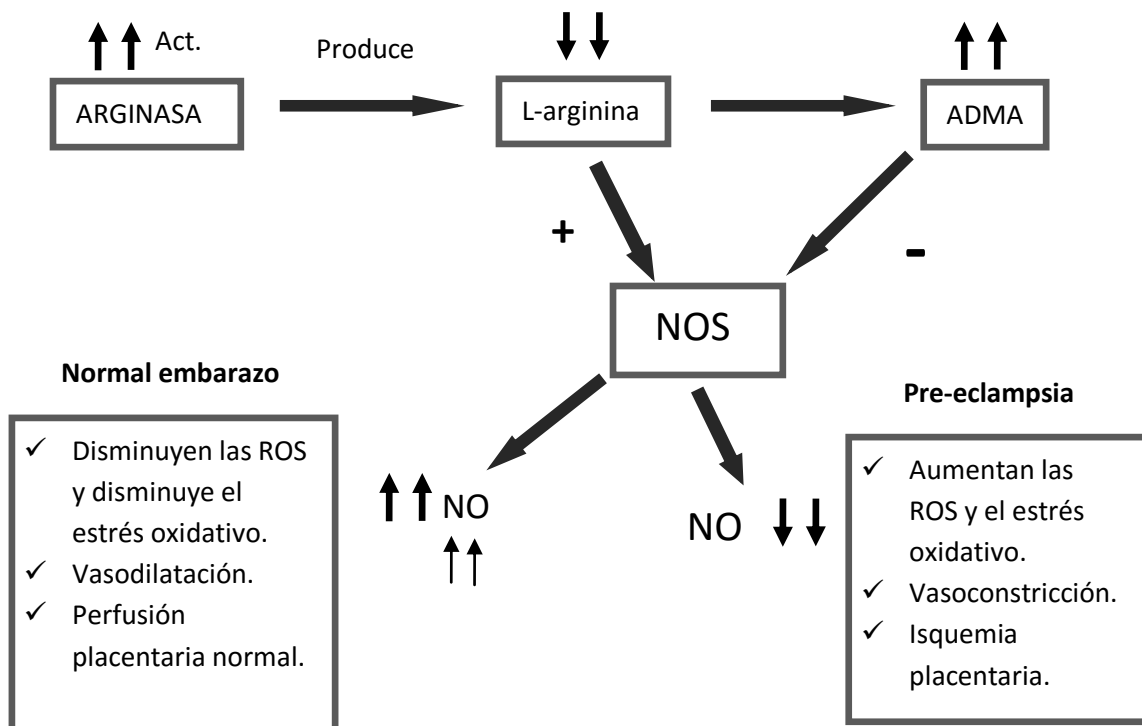 Act.
Produce
ARGINASA
L-arginina
ADMA
+
-
NOS
Normal embarazo
✓ Disminuyen las ROS
y disminuye el
estrés oxidativo.
✓ Vasodilatación.
✓ Perfusión
placentaria normal.
NO
NO
Pre-eclampsia
✓ Aumentan las
ROS y el estrés
oxidativo.
✓ Vasoconstricción.
✓ Isquemia
placentaria.